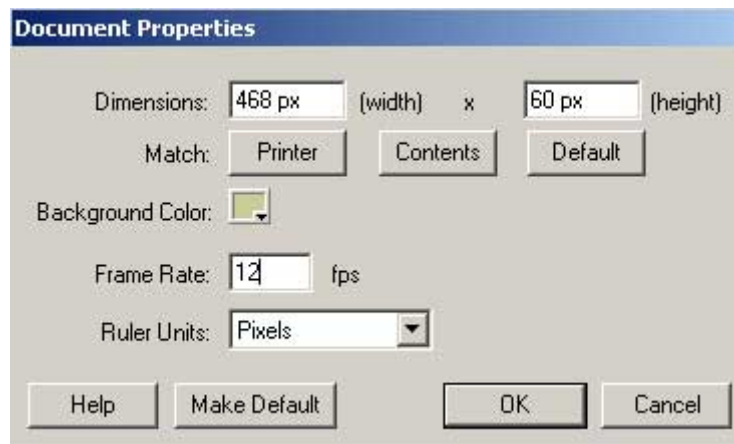 Document Properties
Dimensions: 468 px (width) x 60 px (height)
Match: Printer Contents Default
Background Color:
Frame Rate: 12 fps
Ruler Units: Pixels
Help Make Default OK Cancel